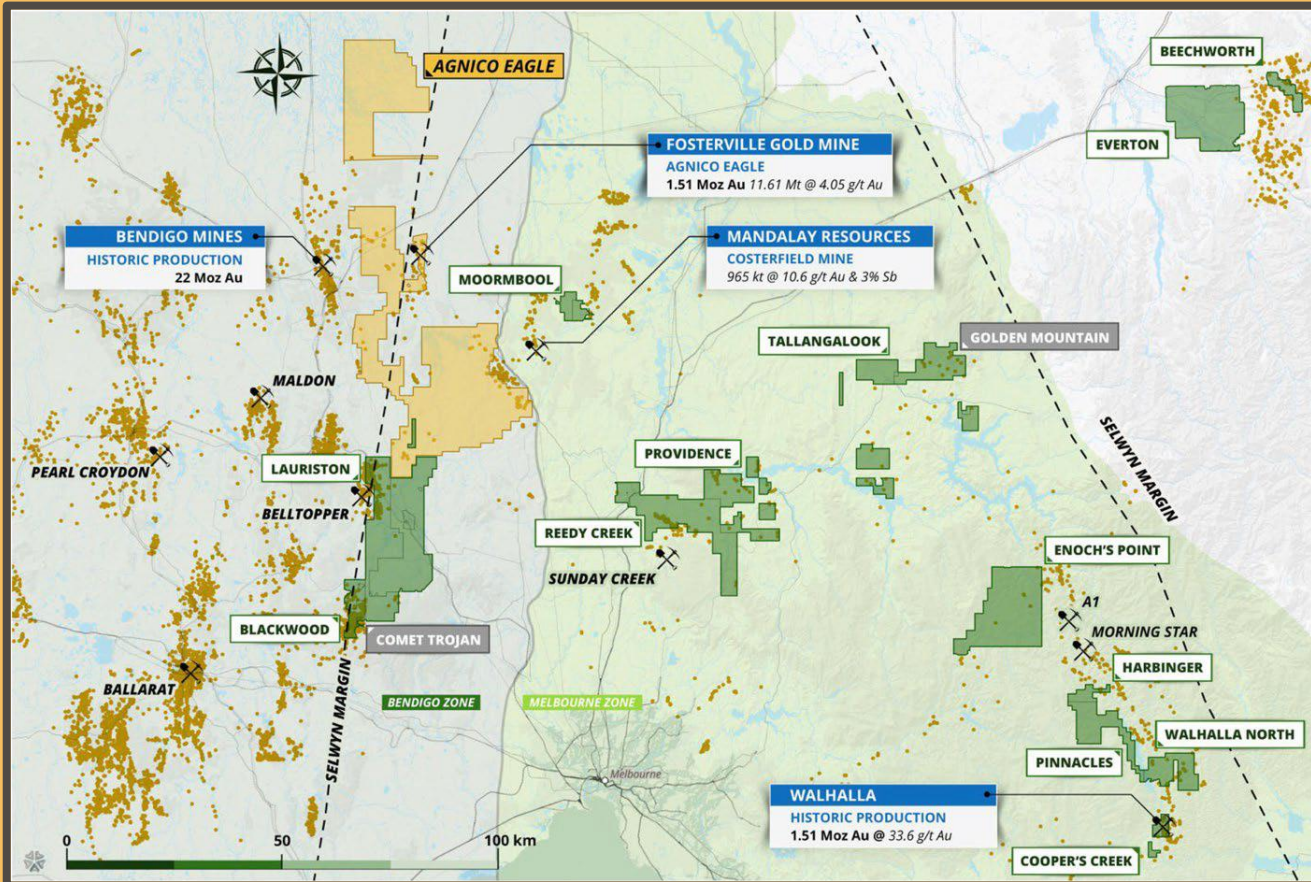 AGNICO EAGLE
BEECHWORTH
EVERTON
FOSTERVILLE GOLD MINE
AGNICO EAGLE
1.51 Moz Au 11.61 Mt @ 4.05 g/t Au
BENDIGO MINES
HISTORIC PRODUCTION
22 Moz Au
MANDALAY RESOURCES
COSTERFIELD MINE
965 kt @ 10.6 g/t Au & 3% Sb
MOORMBOOL
TALLANGALOOK
GOLDEN MOUNTAIN
MALDON
PEARL CROYDON
LAURISTON
BELLTOPPER
PROVIDENCE
SELWYN MARGIN
REEDY CREEK
SUNDAY CREEK
ENOCH'S POINT
A1
MORNING STAR
BLACKWOOD
COMET TROJAN
HARBINGER
BALLARAT
SELWYN MARGIN
BENDIGO ZONE
MELBOURNE ZONE
WALHALLA NORTH
PINNACLES
Melbourne
WALHALLA
HISTORIC PRODUCTION
1.51 Moz Au @ 33.6 g/t Au
COOPER'S CREEK
0
50
100 km